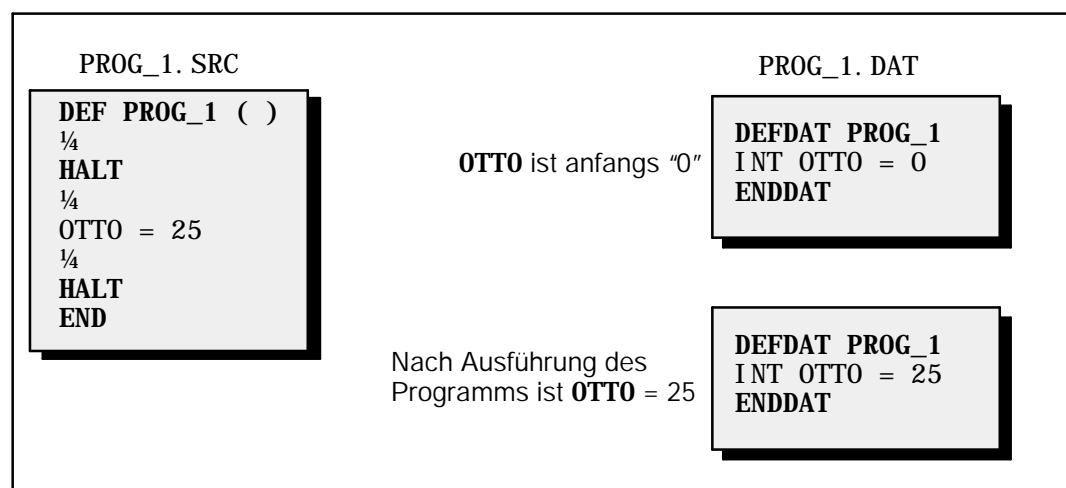 PROG_1. SRC
DEF PROG_1 ( )
¼
HALT
¼
OTTO = 25
¼
HALT
END
PROG_1. DAT
OTTO ist anfangs “0”
DEFDAT PROG_1
INT OTTO = 0
ENDDAT
Nach Ausführung des
Programms ist OTTO = 25
DEFDAT PROG_1
INT OTTO = 25
ENDDAT